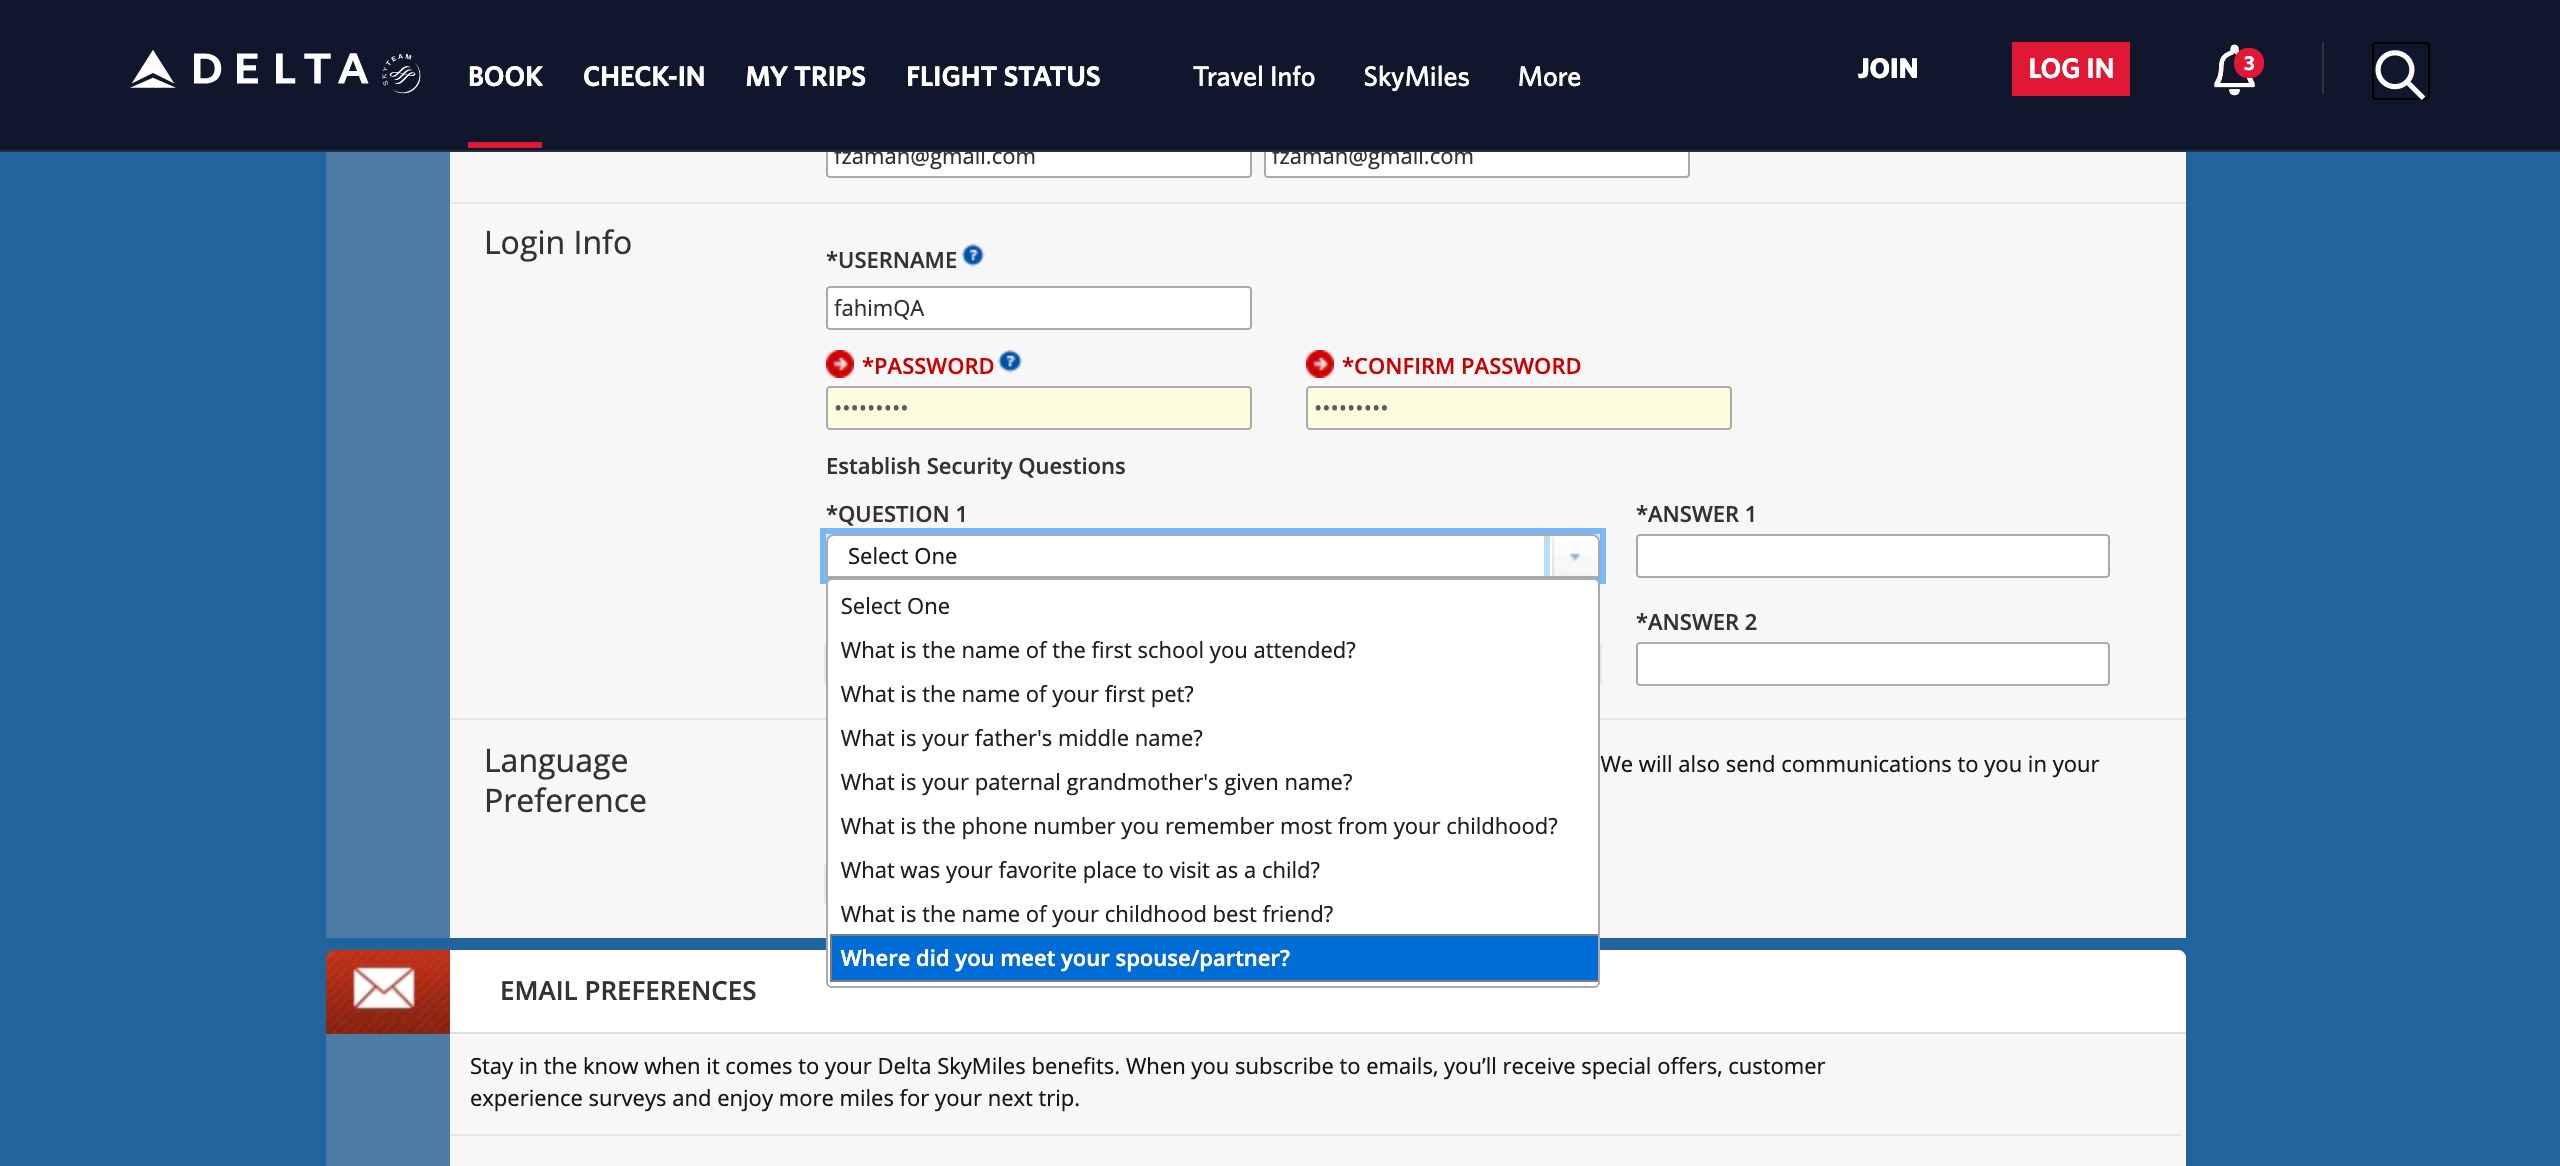 DELTA SKYTEAM BOOK CHECK-IN MY TRIPS FLIGHT STATUS Travel Info SkyMiles More JOIN LOG IN 3
fzaman@gmail.com fzaman@gmail.com
Login Info
*USERNAME ?
fahimQA
*PASSWORD ? *CONFIRM PASSWORD
••••••••• •••••••••
Establish Security Questions
*QUESTION 1 *ANSWER 1
Select One
Select One
What is the name of the first school you attended?
What is the name of your first pet?
What is your father's middle name?
What is your paternal grandmother's given name?
What is the phone number you remember most from your childhood?
What was your favorite place to visit as a child?
What is the name of your childhood best friend?
Where did you meet your spouse/partner?
*ANSWER 2
Language
Preference
We will also send communications to you in your
EMAIL PREFERENCES
Stay in the know when it comes to your Delta SkyMiles benefits. When you subscribe to emails, you’ll receive special offers, customer
experience surveys and enjoy more miles for your next trip.